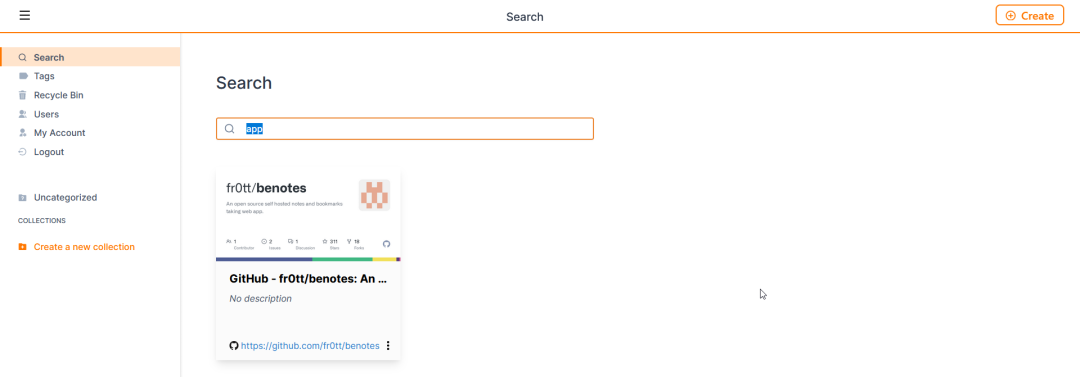 Search
Create
Search
Tags
Recycle Bin
Users
My Account
Logout
Uncategorized
COLLECTIONS
Create a new collection
Search
app
fr0tt/benotes
An open source self hosted notes and bookmarks
taking web app.
1 2 1 311 19
Contributor Issues Discussion Stars Forks
GitHub - fr0tt/benotes: An ...
No description
https://github.com/fr0tt/benotes